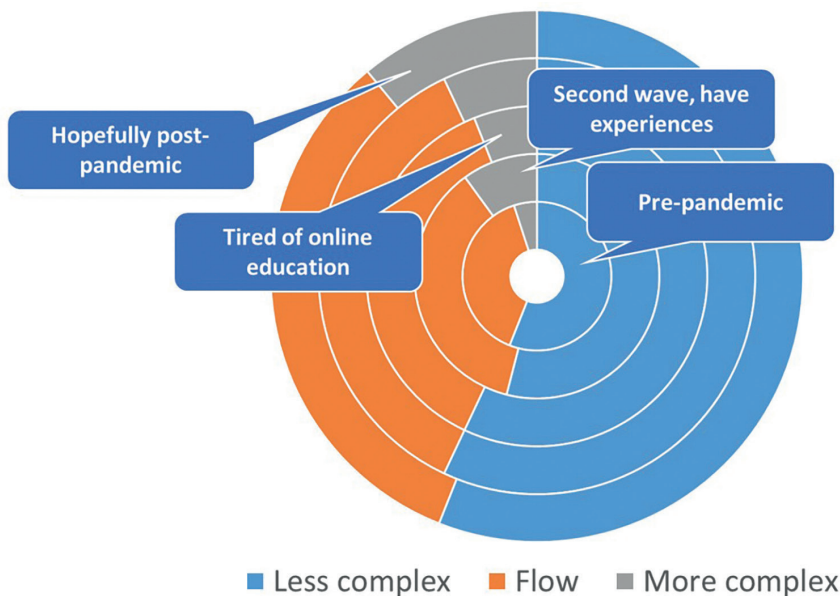 Hopefully post-
pandemic
Second wave, have
experiences
Pre-pandemic
Tired of online
education
Less complex
Flow
More complex